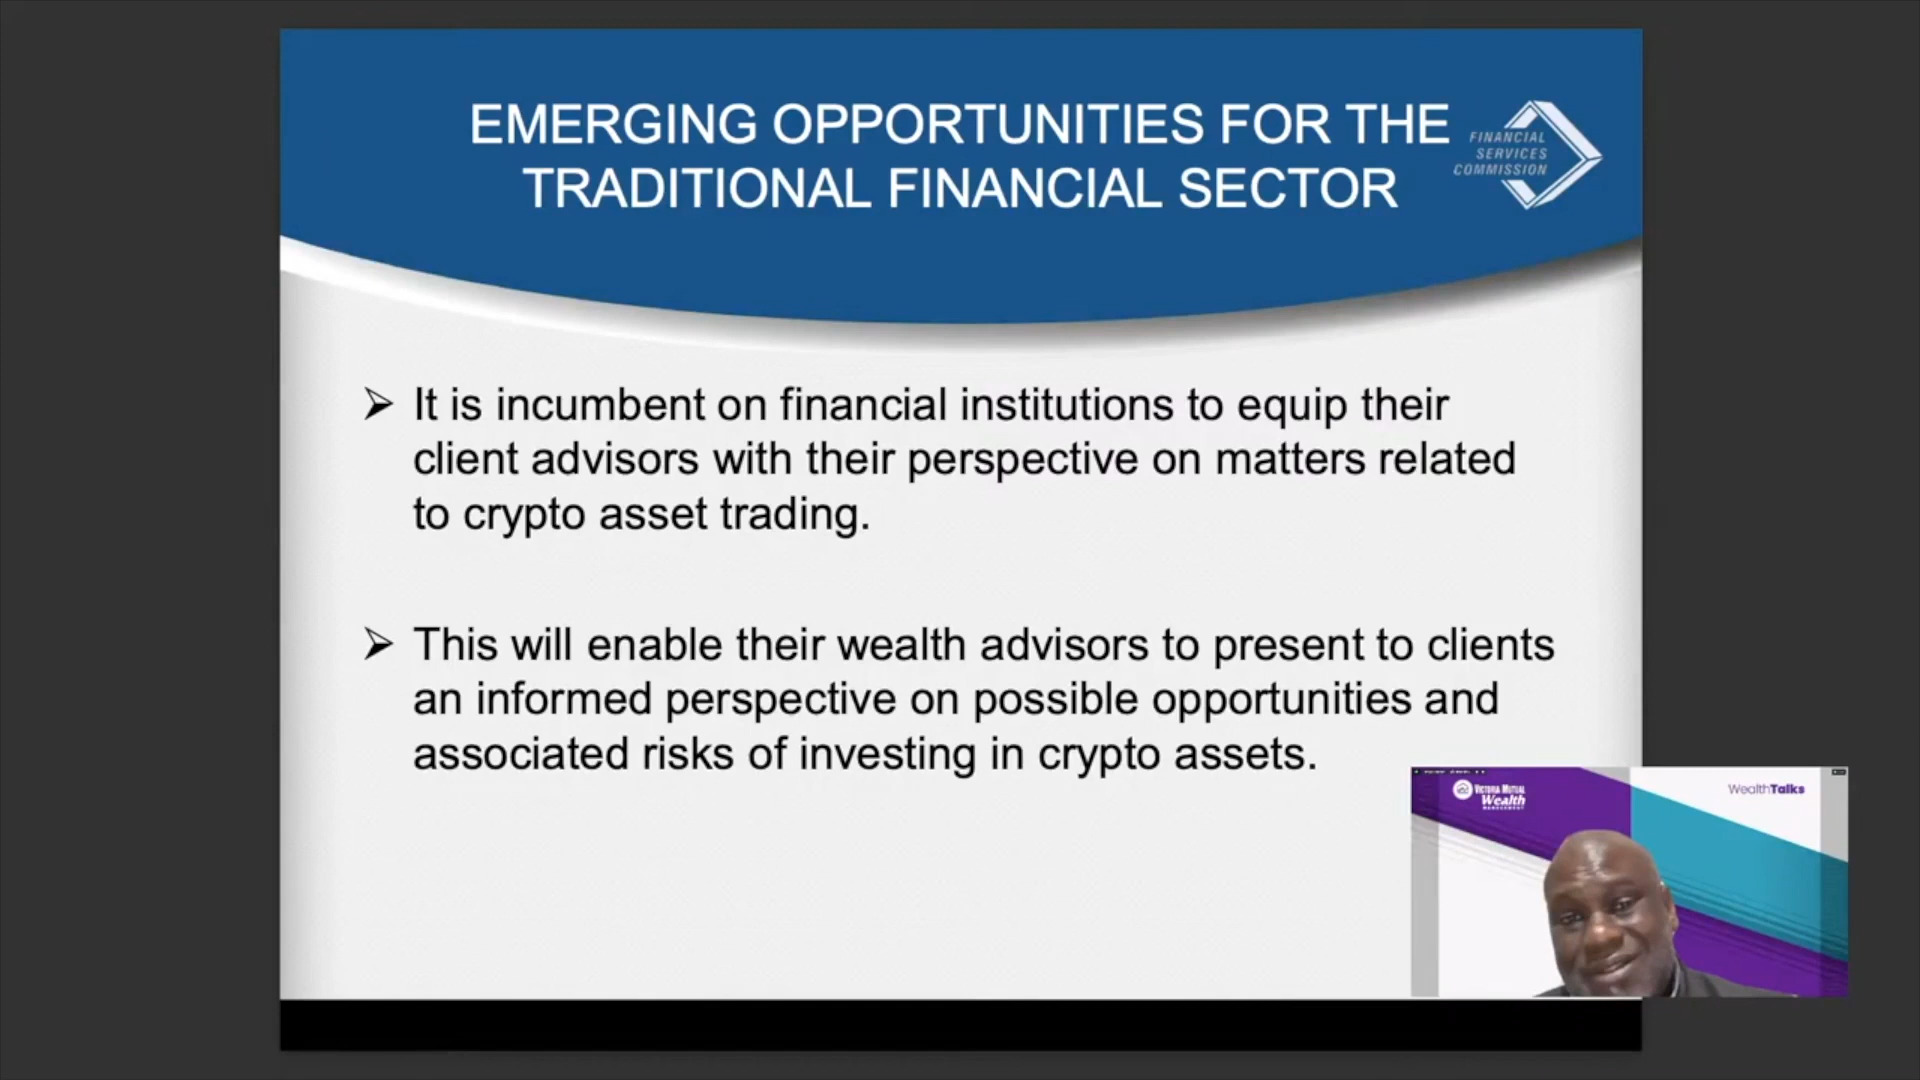 EMERGING OPPORTUNITIES FOR THE
TRADITIONAL FINANCIAL SECTOR
FINANCIAL
SERVICES
COMMISSION
➢ It is incumbent on financial institutions to equip their
client advisors with their perspective on matters related
to crypto asset trading.
➢ This will enable their wealth advisors to present to clients
an informed perspective on possible opportunities and
associated risks of investing in crypto assets.
VICTORIA MUTUAL
Wealth
MANAGEMENT
WealthTalks